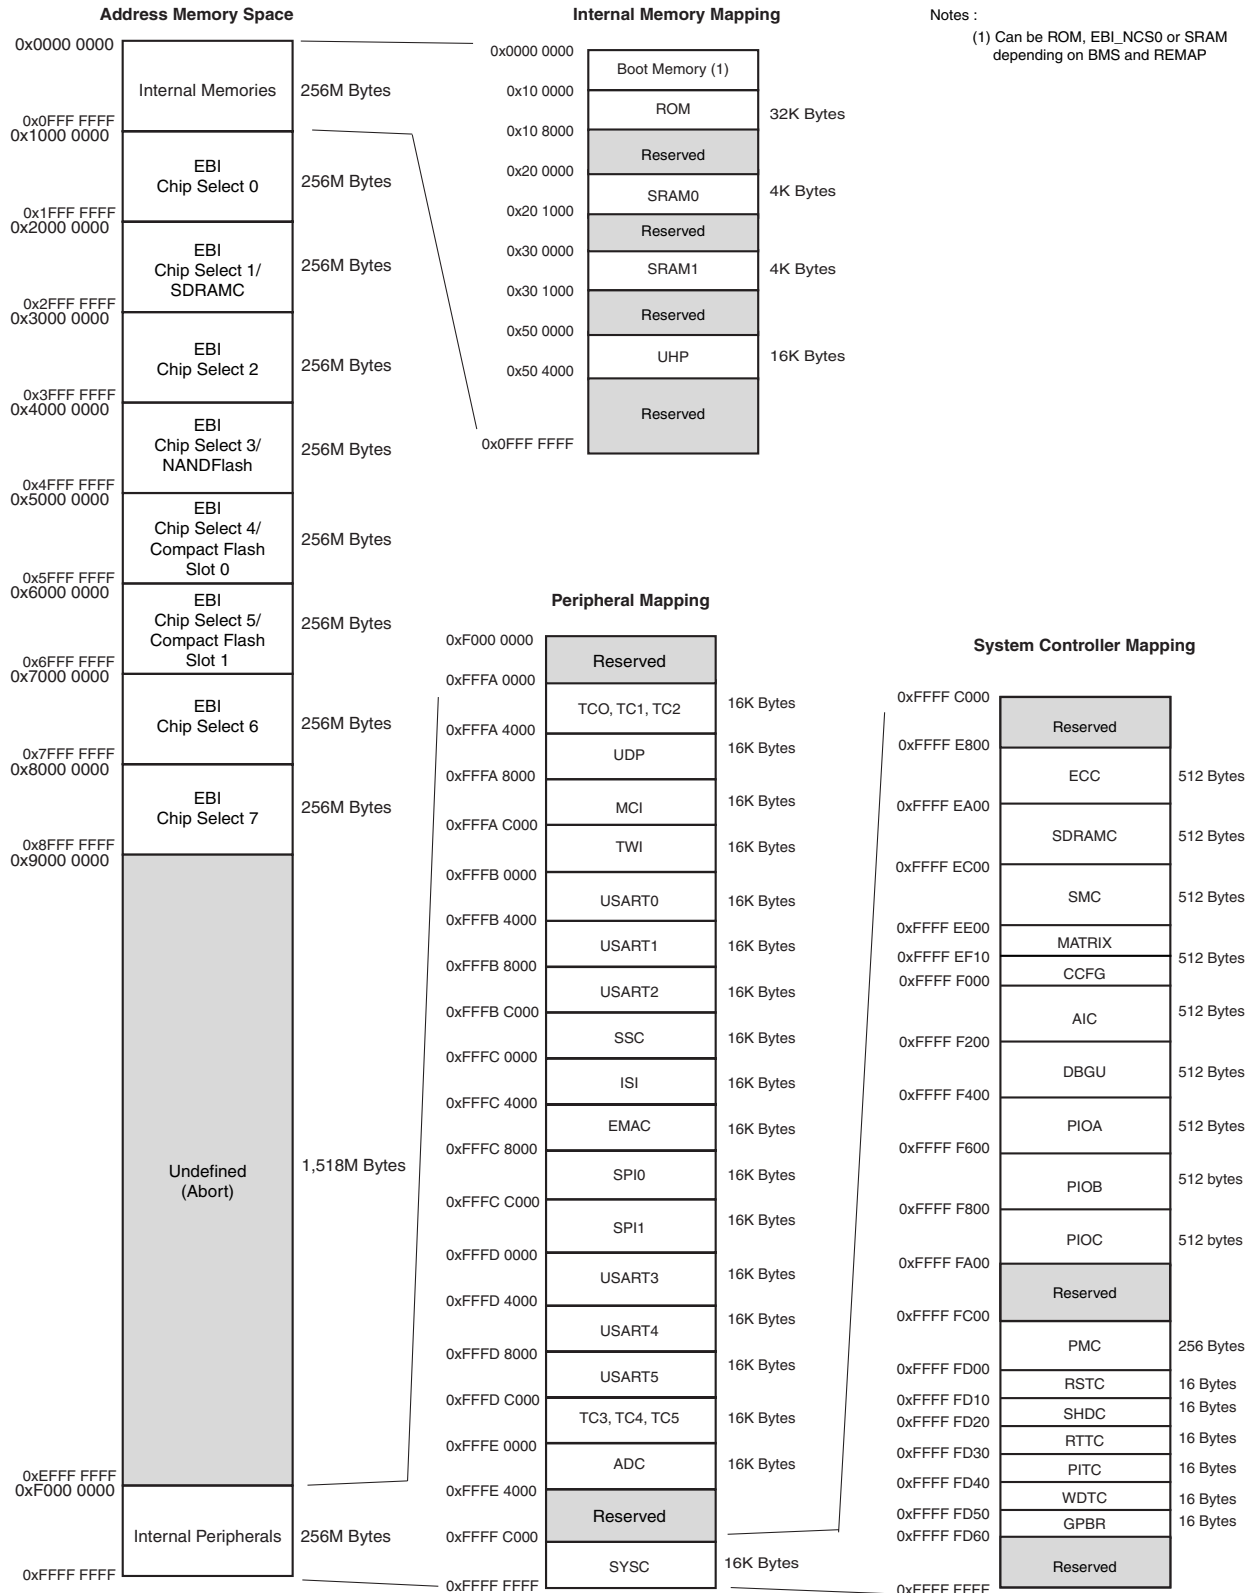 Address Memory Space
0x0000 0000
Internal Memories
256M Bytes
0x0FFF FFFF
0x1000 0000
EBI
Chip Select 0
256M Bytes
0x1FFF FFFF
0x2000 0000
EBI
Chip Select 1/
SDRAMC
256M Bytes
0x2FFF FFFF
0x3000 0000
EBI
Chip Select 2
256M Bytes
0x3FFF FFFF
0x4000 0000
EBI
Chip Select 3/
NANDFlash
256M Bytes
0x4FFF FFFF
0x5000 0000
EBI
Chip Select 4/
Compact Flash
Slot 0
256M Bytes
0x5FFF FFFF
0x6000 0000
EBI
Chip Select 5/
Compact Flash
Slot 1
256M Bytes
0x6FFF FFFF
0x7000 0000
EBI
Chip Select 6
256M Bytes
0x7FFF FFFF
0x8000 0000
EBI
Chip Select 7
256M Bytes
0x8FFF FFFF
0x9000 0000
Undefined
(Abort)
1,518M Bytes
0xEFFF FFFF
0xF000 0000
Internal Peripherals
256M Bytes
0xFFFF FFFF
Internal Memory Mapping
0x0000 0000
Boot Memory (1)
0x10 0000
ROM
32K Bytes
0x10 8000
Reserved
0x20 0000
SRAM0
4K Bytes
0x20 1000
Reserved
0x30 0000
SRAM1
4K Bytes
0x30 1000
Reserved
0x50 0000
UHP
16K Bytes
0x50 4000
Reserved
0x0FFF FFFF
Notes :
(1) Can be ROM, EBI_NCS0 or SRAM
depending on BMS and REMAP
Peripheral Mapping
0xF000 0000
Reserved
0xFFFA 0000
TCO, TC1, TC2
16K Bytes
0xFFFA 4000
UDP
16K Bytes
0xFFFA 8000
MCI
16K Bytes
0xFFFA C000
TWI
16K Bytes
0xFFFB 0000
USART0
16K Bytes
0xFFFB 4000
USART1
16K Bytes
0xFFFB 8000
USART2
16K Bytes
0xFFFB C000
SSC
16K Bytes
0xFFFC 0000
ISI
16K Bytes
0xFFFC 4000
EMAC
16K Bytes
0xFFFC 8000
SPI0
16K Bytes
0xFFFC C000
SPI1
16K Bytes
0xFFFD 0000
USART3
16K Bytes
0xFFFD 4000
USART4
16K Bytes
0xFFFD 8000
USART5
16K Bytes
0xFFFD C000
TC3, TC4, TC5
16K Bytes
0xFFFE 0000
ADC
16K Bytes
0xFFFE 4000
Reserved
0xFFFF C000
SYSC
16K Bytes
0xFFFF FFFF
System Controller Mapping
0xFFFF C000
Reserved
0xFFFF E800
ECC
512 Bytes
0xFFFF EA00
SDRAMC
512 Bytes
0xFFFF EC00
SMC
512 Bytes
0xFFFF EE00
MATRIX
0xFFFF EF10
512 Bytes
CCFG
0xFFFF F000
AIC
512 Bytes
0xFFFF F200
DBGU
512 Bytes
0xFFFF F400
PIOA
512 Bytes
0xFFFF F600
PIOB
512 bytes
0xFFFF F800
PIOC
512 bytes
0xFFFF FA00
Reserved
0xFFFF FC00
PMC
256 Bytes
0xFFFF FD00
RSTC
16 Bytes
0xFFFF FD10
SHDC
16 Bytes
0xFFFF FD20
RTTC
16 Bytes
0xFFFF FD30
PITC
16 Bytes
0xFFFF FD40
WDTC
16 Bytes
0xFFFF FD50
GPBR
16 Bytes
0xFFFF FD60
Reserved
0xFFFF FFFF